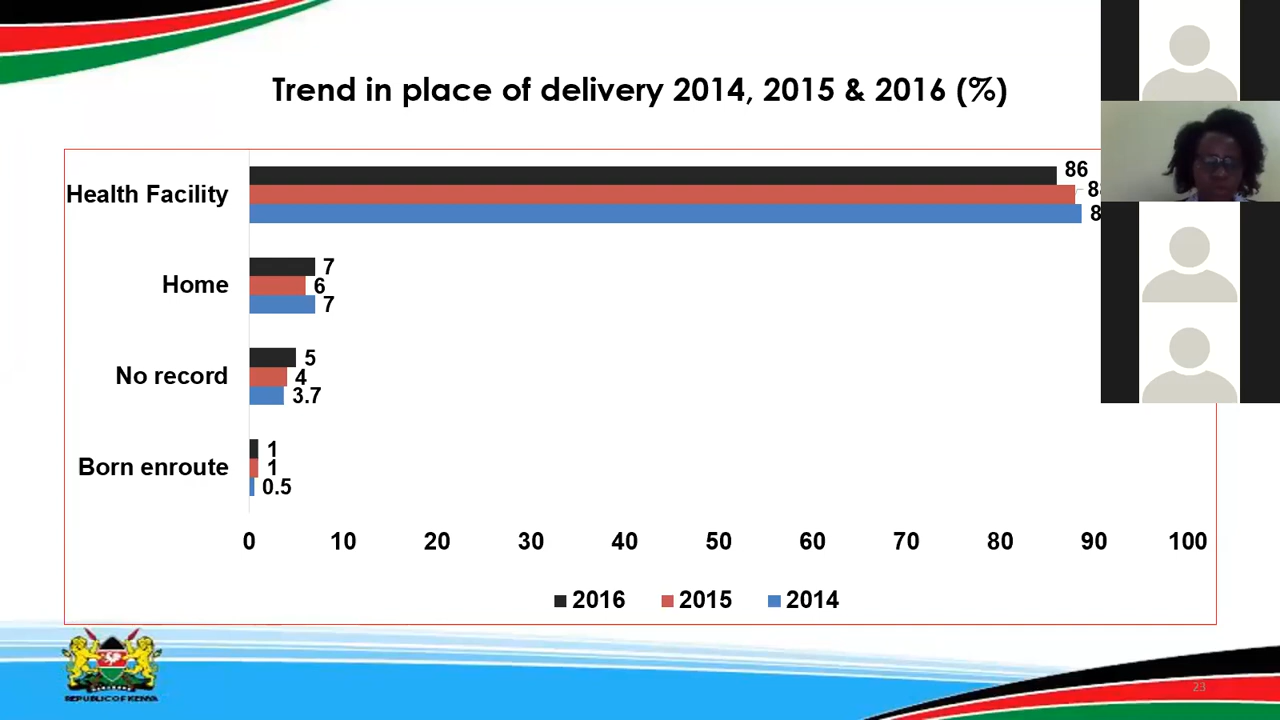 Trend in place of delivery 2014, 2015 & 2016 (%)
Health Facility
86
Home
7
6
7
No record
5
4
3.7
Born enroute
1
1
0.5
0 10 20 30 40 50 60 70 80 90 100
2016 2015 2014
REPUBLIC OF KENYA
23